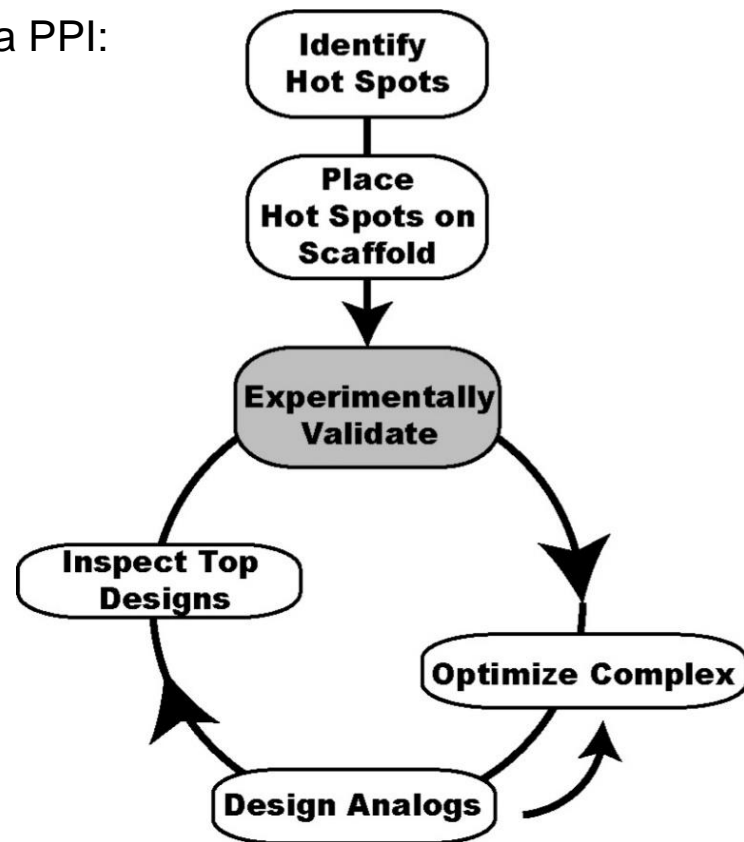 a PPI:
Identify
Hot Spots
Place
Hot Spots on
Scaffold
Experimentally
Validate
Inspect Top
Designs
Optimize Complex
Design Analogs